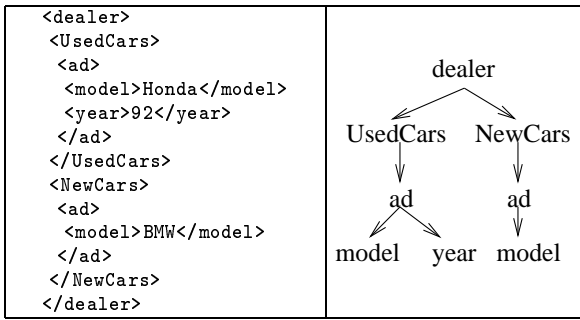 <dealer>
<UsedCars>
<ad>
<model>Honda</model>
<year>92</year>
</ad>
</UsedCars>
<NewCars>
<ad>
<model>BMW</model>
</ad>
</NewCars>
</dealer>
dealer
UsedCars NewCars
ad ad
model year model